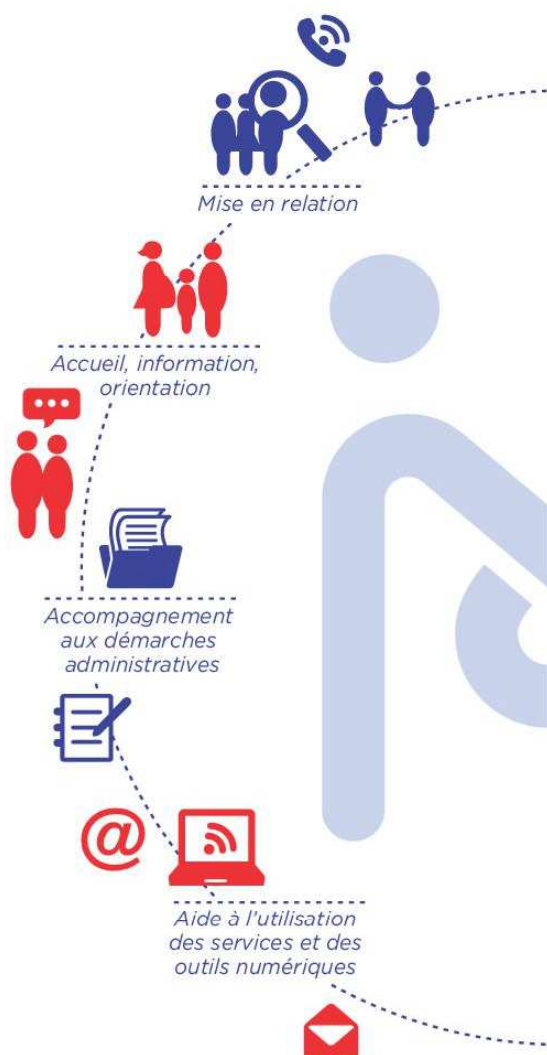 Mise en relation
Accueil, information,
orientation
Accompagnement
aux démarches
administratives
@
Aide à l'utilisation
des services et des
outils numériques